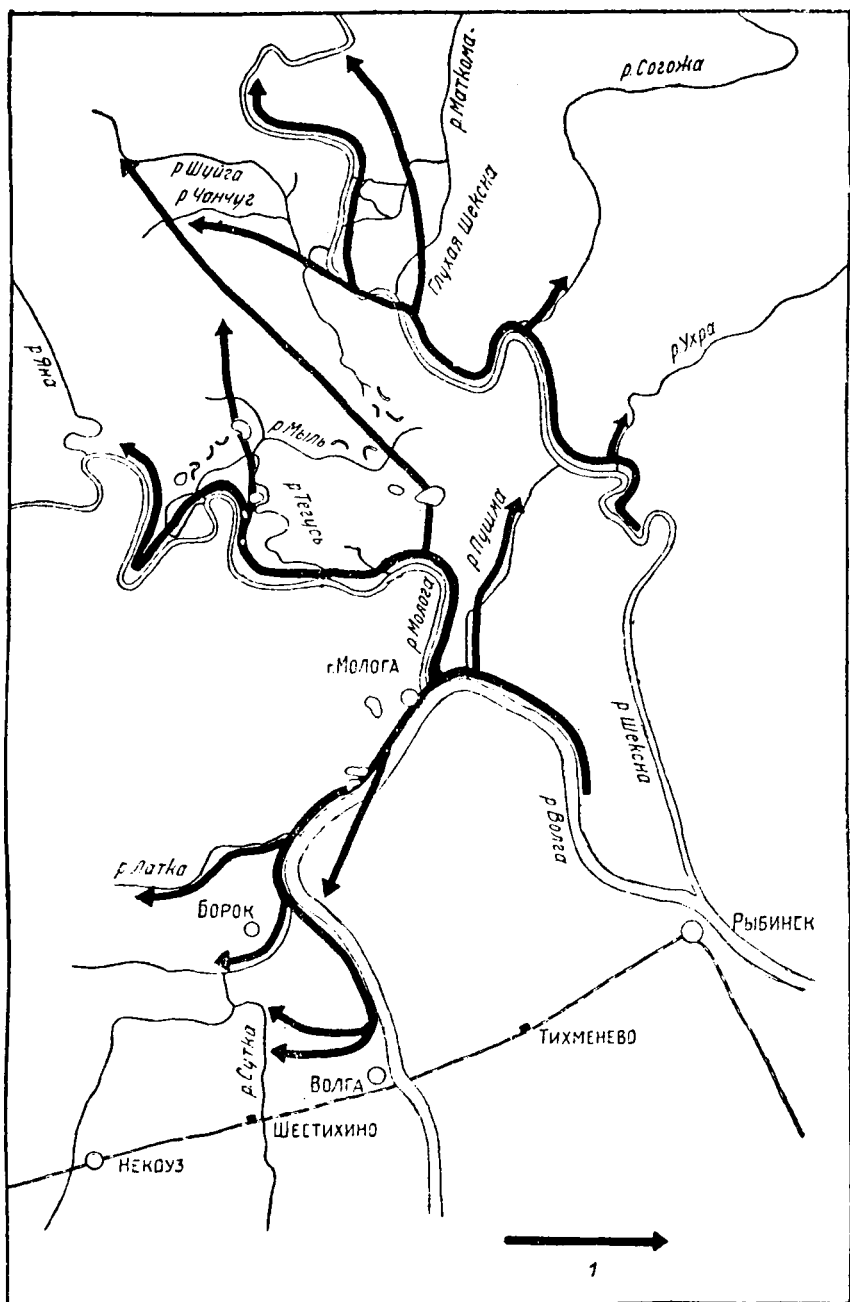 р. Маткома-
р. Согожа
р Шуйга
р Чанчуг
Глухая Шексна
р Яна
р Ухра
р Мыль
р Тегусь
р Пушма
р Молога
г. МОЛОГА
р Шексна
р Волга
р. Латка
БОРОК
РЫБИНСК
ТИХМЕНЕВО
р. Сутка
ВОЛГА
ШЕСТИХИНО
НЕКОУЗ
1